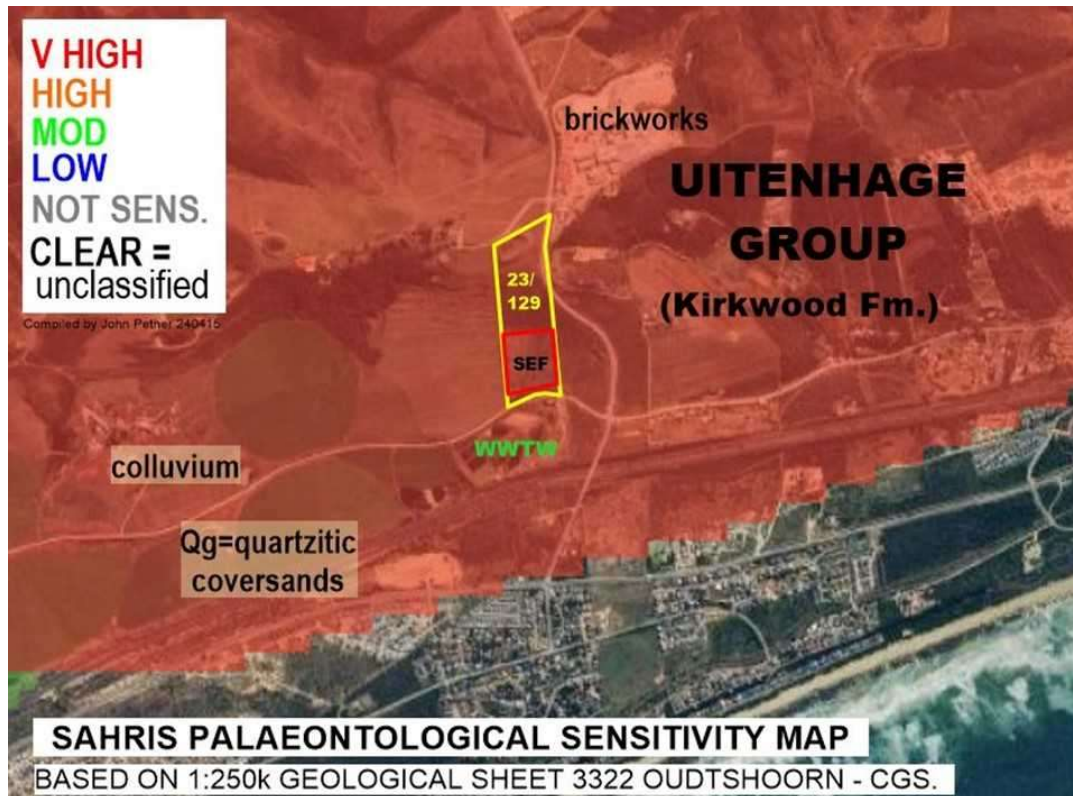 V HIGH
HIGH
MOD
LOW
NOT SENS.
CLEAR =
unclassified
Compiled by John Pether 240415
brickworks
UITENHAGE
GROUP
(Kirkwood Fm.)
23/
129
SEF
WWTW
colluvium
Qg=quartzitic
coversands
SAHRIS PALAEONTOLOGICAL SENSITIVITY MAP
BASED ON 1:250k GEOLOGICAL SHEET 3322 OUDTSHOORN - CGS.